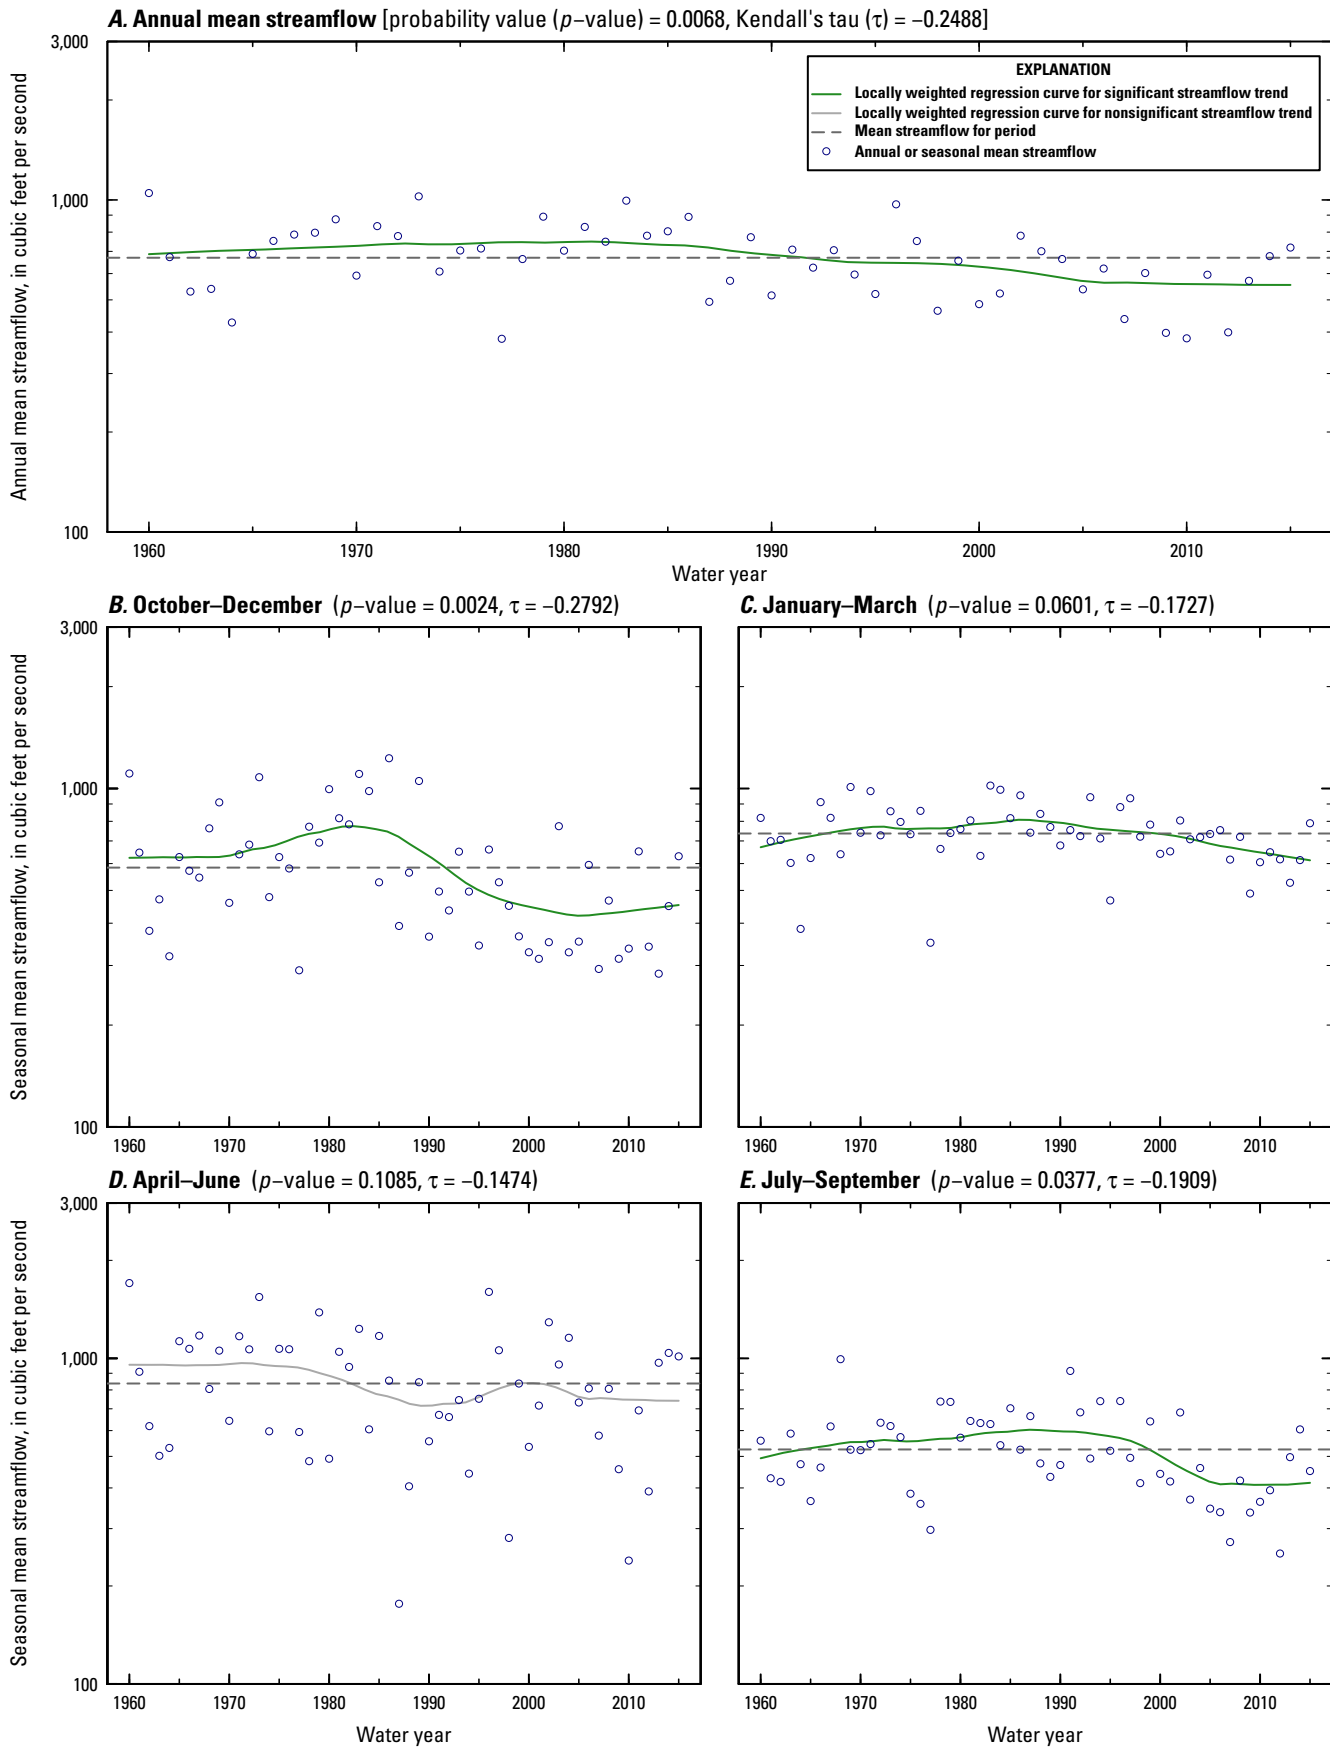 A. Annual mean streamflow [probability value (p–value) = 0.0068, Kendall's tau (τ) = –0.2488]
Annual mean streamflow, in cubic feet per second
3,000
1,000
100
EXPLANATION
Locally weighted regression curve for significant streamflow trend
Locally weighted regression curve for nonsignificant streamflow trend
Mean streamflow for period
Annual or seasonal mean streamflow
1960 1970 1980 1990 2000 2010
Water year
B. October–December (p–value = 0.0024, τ = –0.2792)
Seasonal mean streamflow, in cubic feet per second
3,000
1,000
100
1960 1970 1980 1990 2000 2010
C. January–March (p–value = 0.0601, τ = –0.1727)
1960 1970 1980 1990 2000 2010
D. April–June (p–value = 0.1085, τ = –0.1474)
Seasonal mean streamflow, in cubic feet per second
3,000
1,000
100
1960 1970 1980 1990 2000 2010
Water year
E. July–September (p–value = 0.0377, τ = –0.1909)
1960 1970 1980 1990 2000 2010
Water year